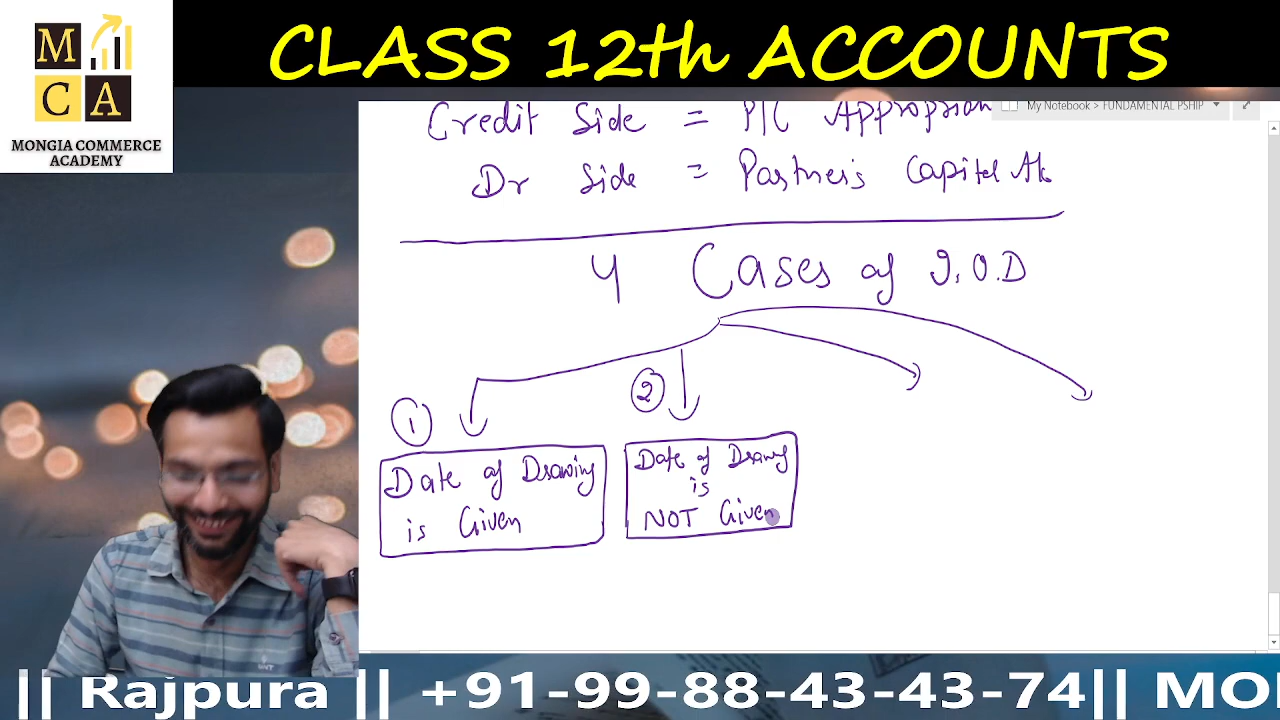 M
C A
MONGIA COMMERCE
ACADEMY
CLASS 12th ACCOUNTS
My Notebook > FUNDAMENTAL PSHIP
Credit Side =
Dr Side = Partner's Capital A/c
4 Cases of I.O.D
1
2
Date of Drawing
is Given
Date of Drawing
is
NOT Given
|| Rajpura || +91-99-88-43-43-74|| MO